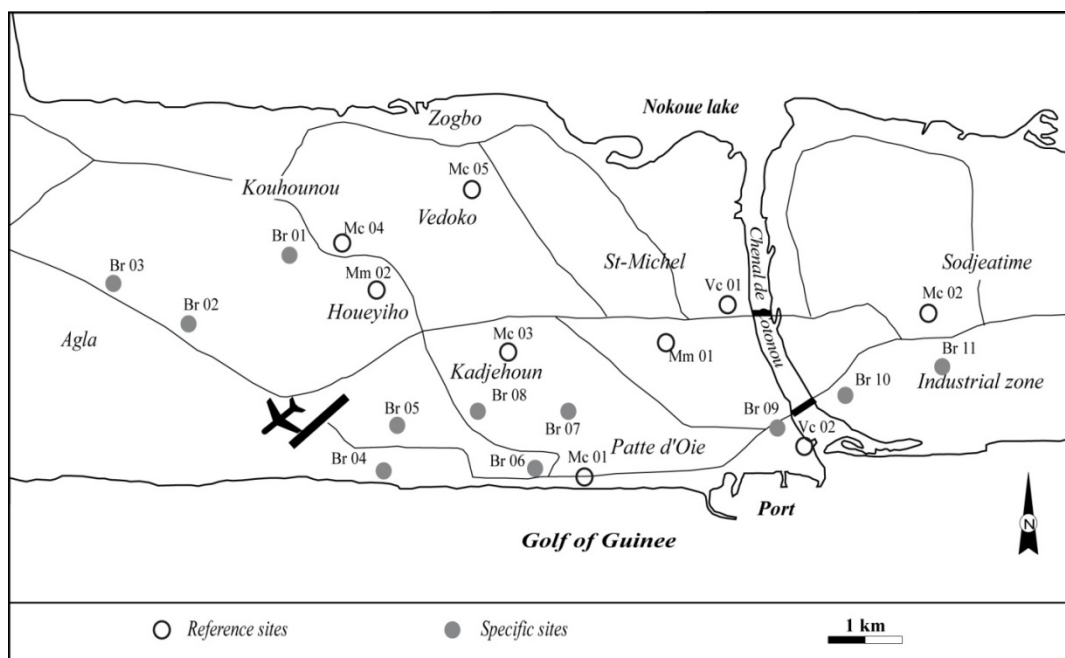 Nokoue lake
Zogbo
Mc 05
Kouhounou
Vedoko
Chenal de Cotonou
Mc 04
Br 01
St-Michel
Sodjeatime
Br 03
Mm 02
Vc 01
Mc 02
Houeyiho
Br 02
Agla
Mc 03
Mm 01
Br 11
Kadjehoun
Industrial zone
Br 10
Br 08
Br 05
Br 07
Br 09
Vc 02
Patte d'Oie
Br 04
Br 06
Mc 01
Port
Golf of Guinee
N
Reference sites
Specific sites
1 km